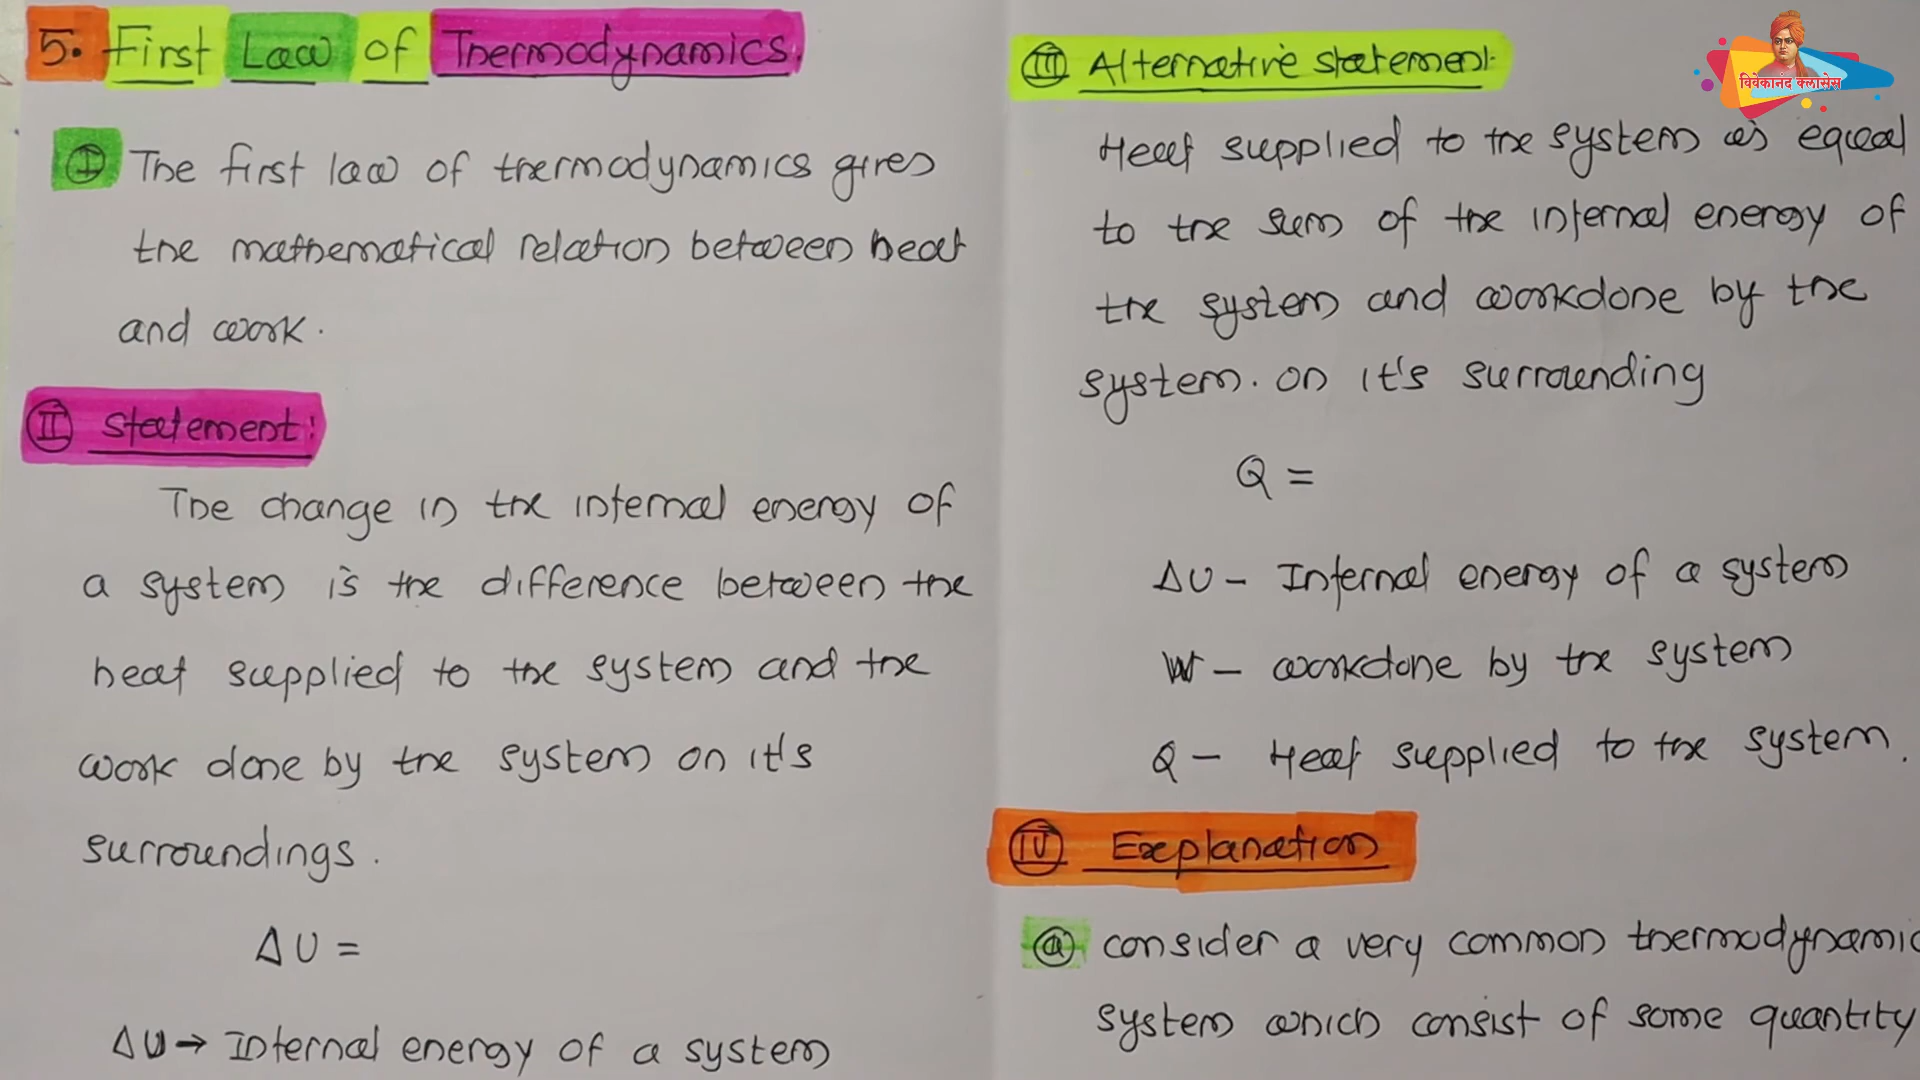 5. First Law of Thermodynamics.
I The first law of thermodynamics gives
the mathematical relation between heat
and work.
II Statement:
The change in the internal energy of
a system is the difference between the
heat supplied to the system and the
work done by the system on it's
surroundings.
ΔU =
ΔU → Internal energy of a system
III Alternative statement.
Heat supplied to the system is equal
to the sum of the internal energy of
the system and workdone by the
system. on it's surrounding
Q =
ΔU - Internal energy of a system
W - workdone by the system
Q - Heat supplied to the system.
IV Explanation
a consider a very common thermodynamic
system which consist of some quantity
विवेकानंद क्लासेस